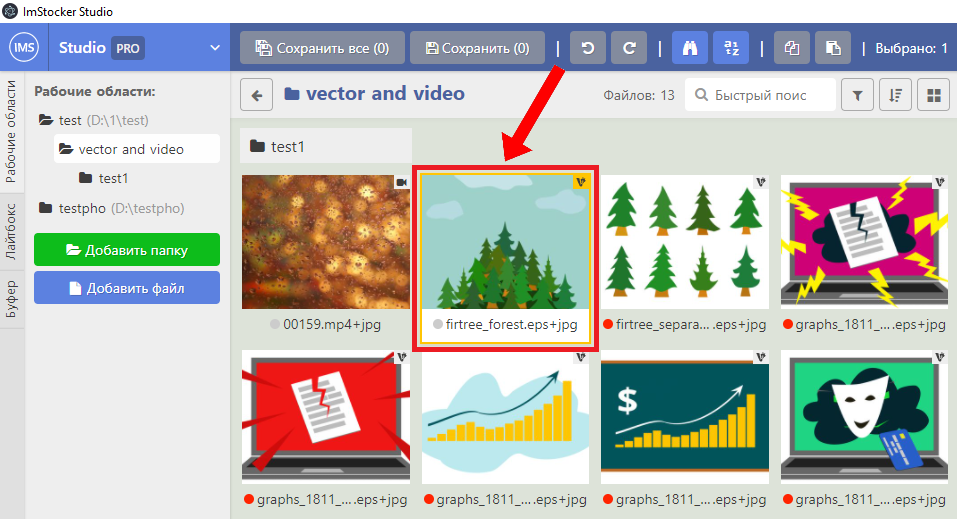 ImStocker Studio
IMS Studio PRO
Сохранить все (0) Сохранить (0) | | | | Выбрано: 1
Рабочие области
Лайтбокс
Буфер
Рабочие области:
test (D:\1\test)
vector and video
test1
testpho (D:\testpho)
Добавить папку
Добавить файл
vector and video Файлов: 13 Быстрый поиск
test1
00159.mp4+jpg firtree_forest.eps+jpg firtree_separa... .eps+jpg graphs_1811_... .eps+jpg
$
graphs_1811_... .eps+jpg graphs_1811_... .eps+jpg graphs_1811_... .eps+jpg graphs_1811_... .eps+jpg